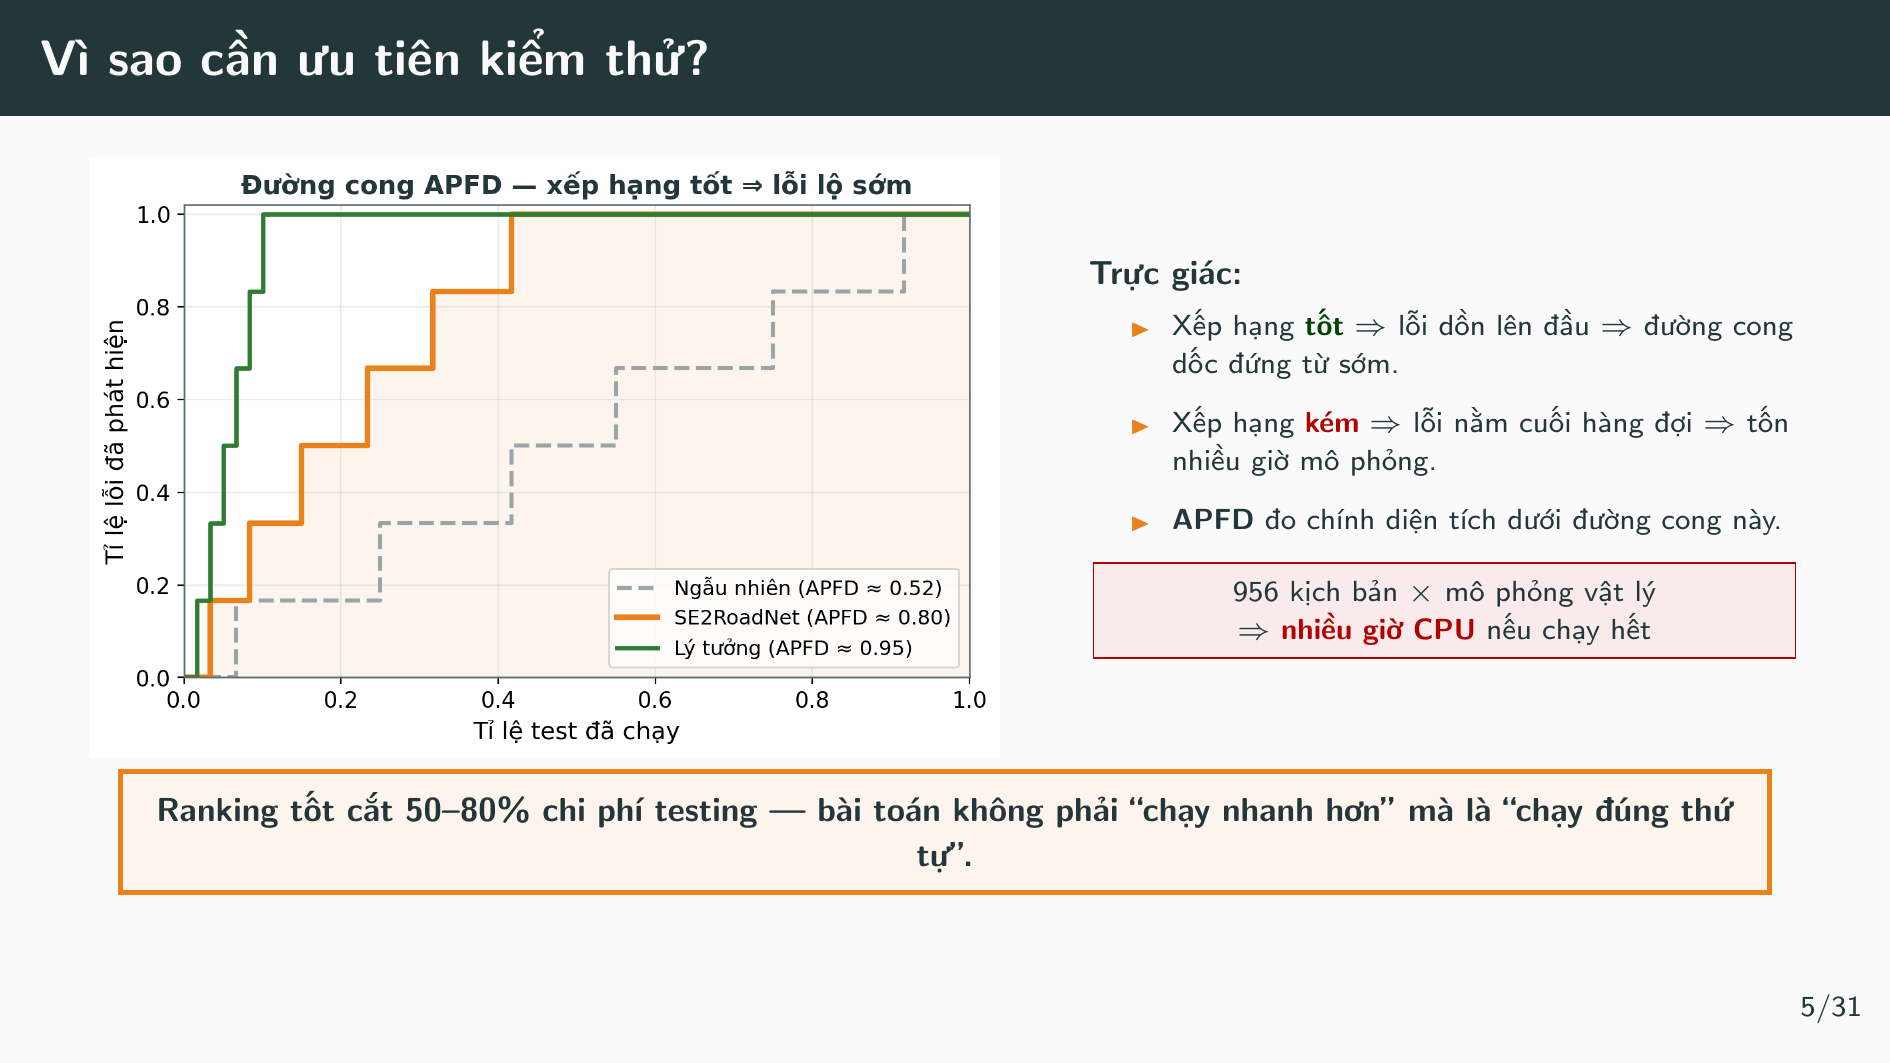 Vì sao cần ưu tiên kiểm thử?
Đường cong APFD — xếp hạng tốt ⇒ lỗi lộ sớm
Tỉ lệ lỗi đã phát hiện
1.0
0.8
0.6
0.4
0.2
0.0
Ngẫu nhiên (APFD ≈ 0.52)
SE2RoadNet (APFD ≈ 0.80)
Lý tưởng (APFD ≈ 0.95)
0.0 0.2 0.4 0.6 0.8 1.0
Tỉ lệ test đã chạy
Trực giác:
▶ Xếp hạng tốt ⇒ lỗi dồn lên đầu ⇒ đường cong
dốc đứng từ sớm.
▶ Xếp hạng kém ⇒ lỗi nằm cuối hàng đợi ⇒ tốn
nhiều giờ mô phỏng.
▶ APFD đo chính diện tích dưới đường cong này.
956 kịch bản × mô phỏng vật lý
⇒ nhiều giờ CPU nếu chạy hết
Ranking tốt cắt 50–80% chi phí testing — bài toán không phải “chạy nhanh hơn” mà là “chạy đúng thứ
tự”.
5/31